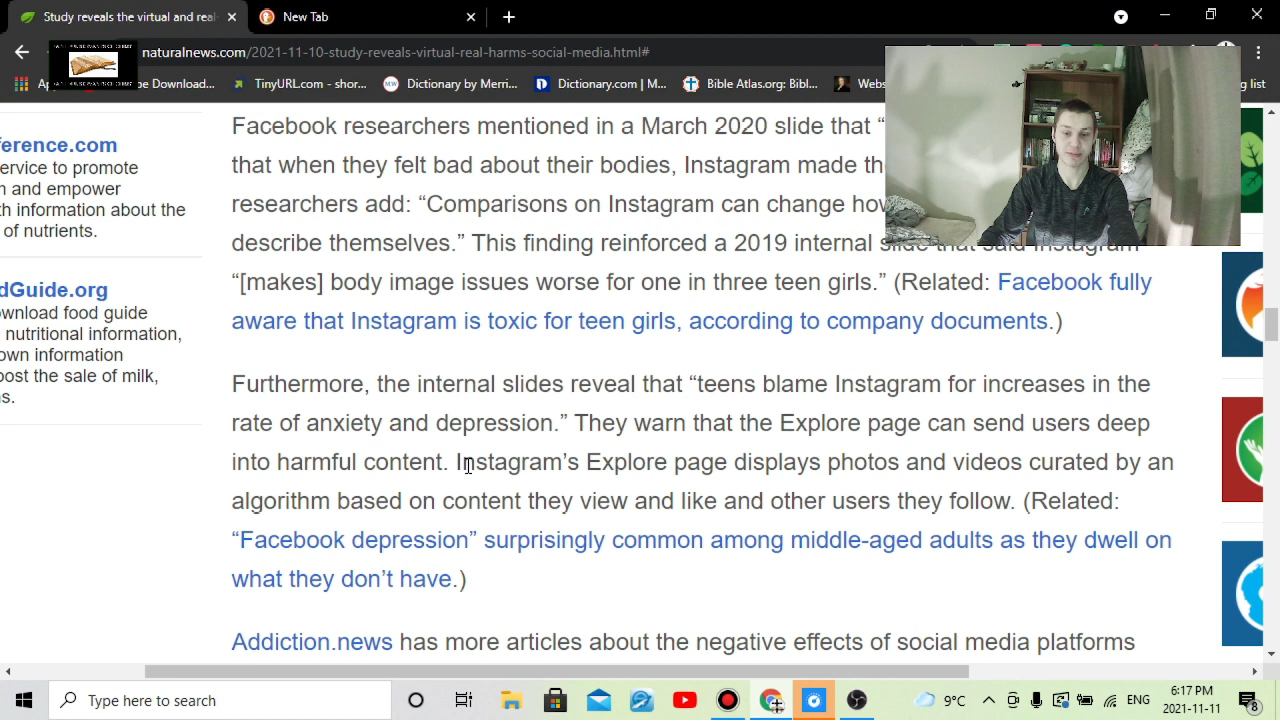 Study reveals the virtual and real
New Tab
naturalnews.com/2021-11-10-study-reveals-virtual-real-harms-social-media.html#
TinyURL.com - shor...
Dictionary by Merri...
Dictionary.com | M...
Bible Atlas.org: Bibl...
Facebook researchers mentioned in a March 2020 slide that “
that when they felt bad about their bodies, Instagram made
researchers add: “Comparisons on Instagram can change
describe themselves.” This finding reinforced a 2019 internal slide that said Instagram
“[makes] body image issues worse for one in three teen girls.” (Related: Facebook fully
aware that Instagram is toxic for teen girls, according to company documents.)
Furthermore, the internal slides reveal that “teens blame Instagram for increases in the
rate of anxiety and depression.” They warn that the Explore page can send users deep
into harmful content. Instagram’s Explore page displays photos and videos curated by an
algorithm based on content they view and like and other users they follow. (Related:
“Facebook depression” surprisingly common among middle-aged adults as they dwell on
what they don’t have.)
Addiction.news has more articles about the negative effects of social media platforms
ference.com
ervice to promote
and empower
th information about the
of nutrients.
dGuide.org
wnload food guide
nutritional information,
own information
oost the sale of milk,
s.
Type here to search
9°C
ENG
6:17 PM
2021-11-11
8